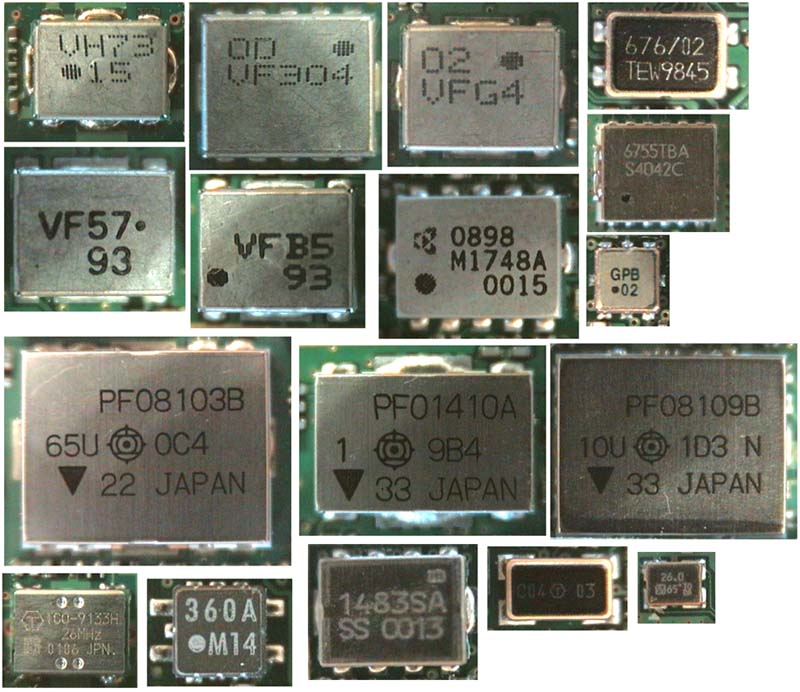 VH73
15
0D
VF304
02
VFG4
676/02
TEW9845
6755TBA
S4042C
VF57
93
VFB5
93
0898
M1748A
0015
GPB
02
PF08103B
65U 0C4
22 JAPAN
PF01410A
1 9B4
33 JAPAN
PF08109B
10U 1D3 N
33 JAPAN
TCO-9133H
26MHz
0106 JPN.
360A
M14
m
1483SA
SS 0013
C04 03
26.0